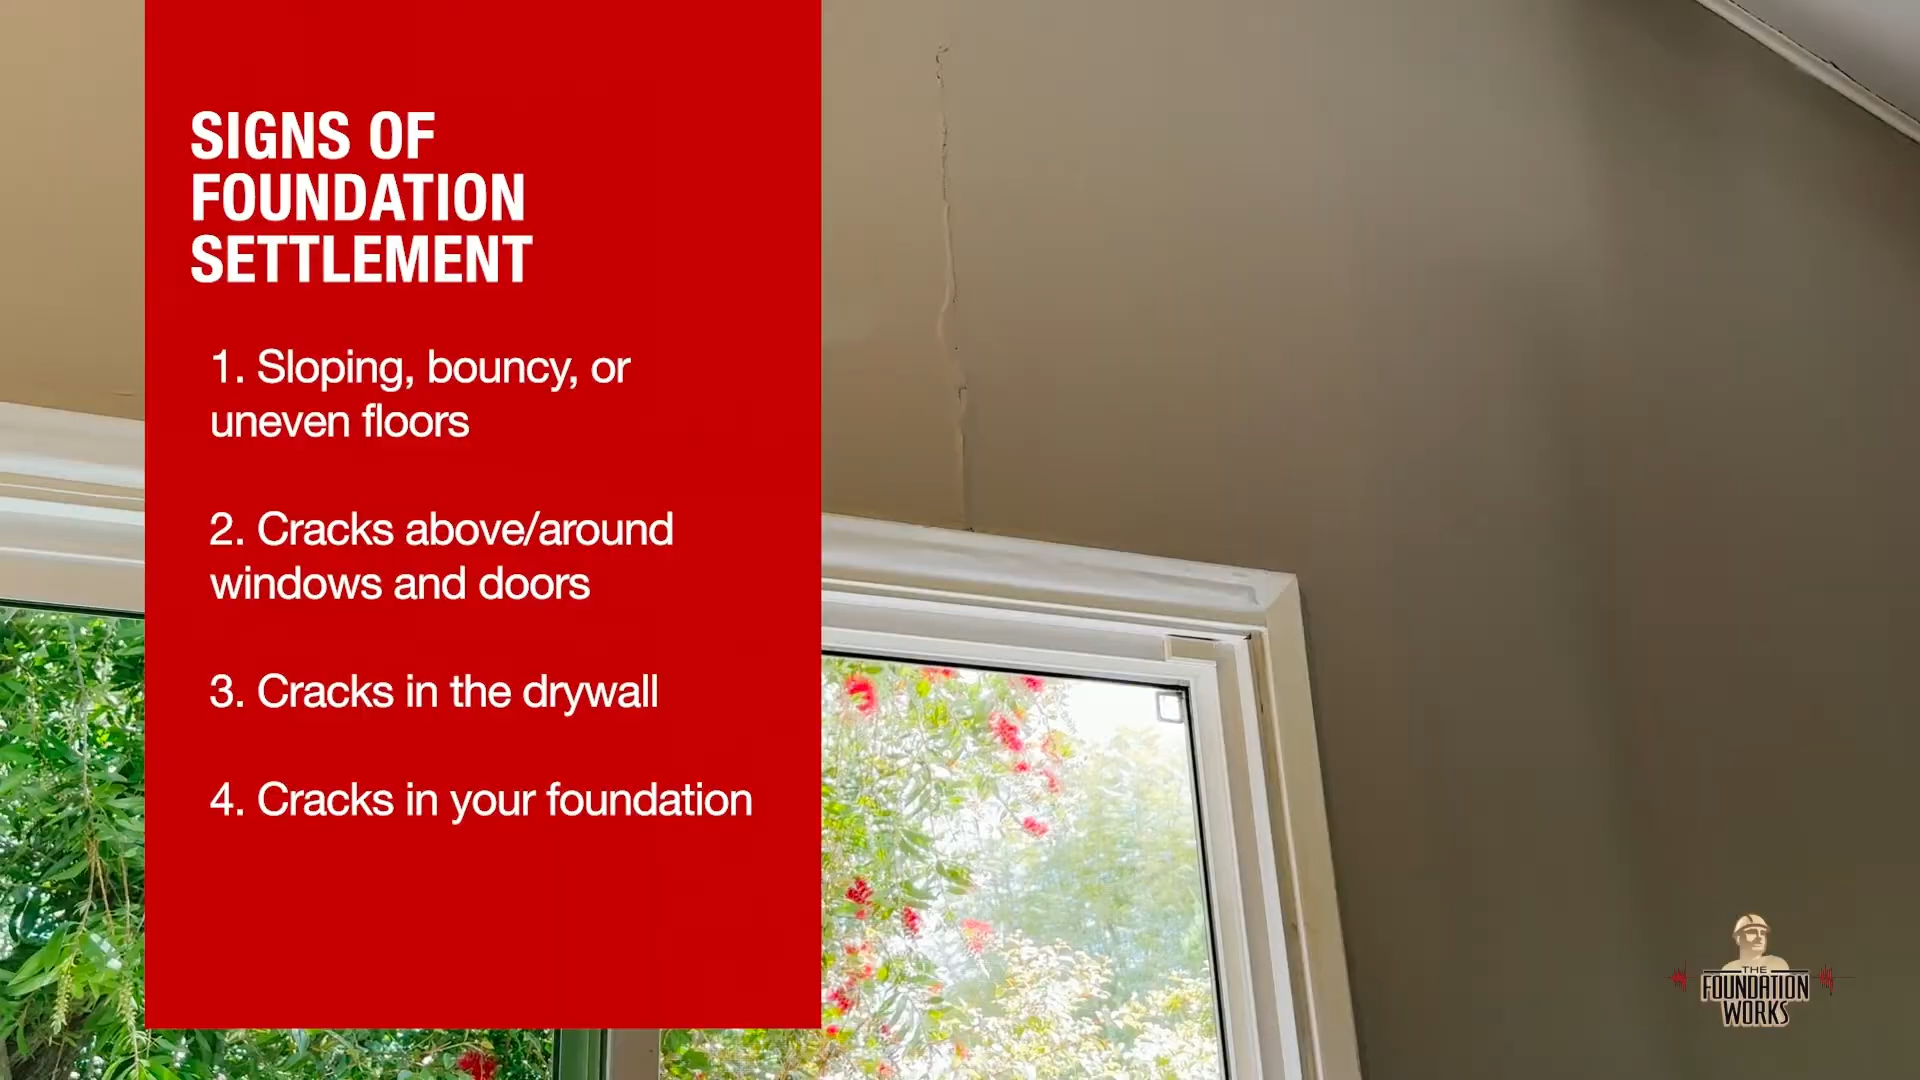 SIGNS OF
FOUNDATION
SETTLEMENT
1. Sloping, bouncy, or
uneven floors
2. Cracks above/around
windows and doors
3. Cracks in the drywall
4. Cracks in your foundation
THE
FOUNDATION
WORKS